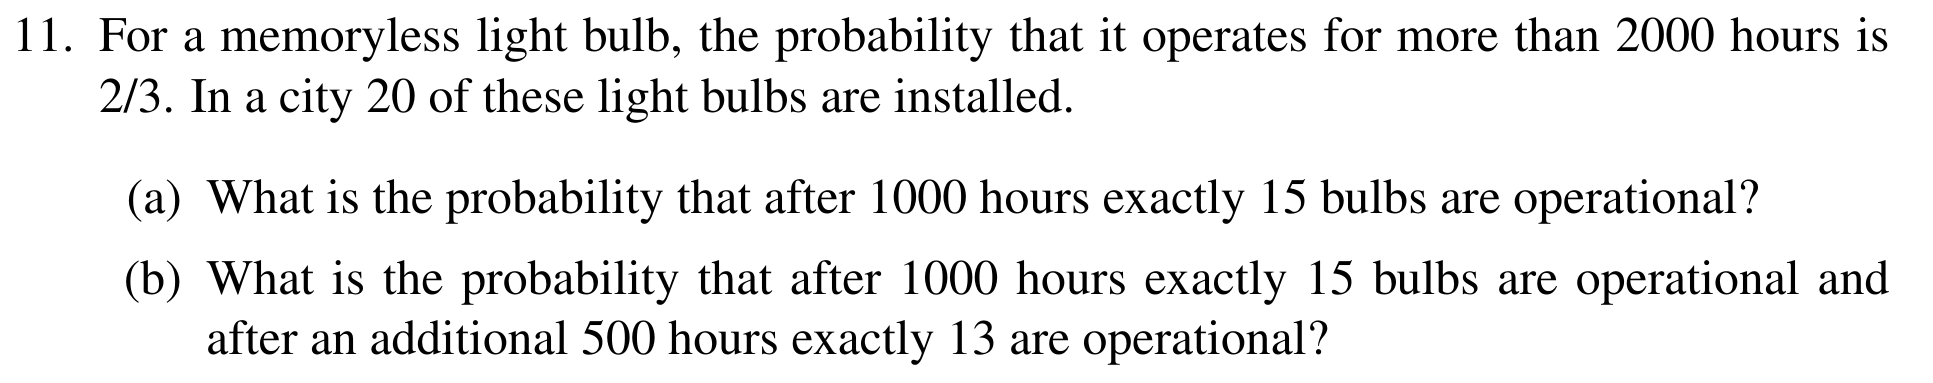 11. For a memoryless light bulb, the probability that it operates for more than 2000 hours is
2/3. In a city 20 of these light bulbs are installed.
(a) What is the probability that after 1000 hours exactly 15 bulbs are operational?
(b) What is the probability that after 1000 hours exactly 15 bulbs are operational and
after an additional 500 hours exactly 13 are operational?